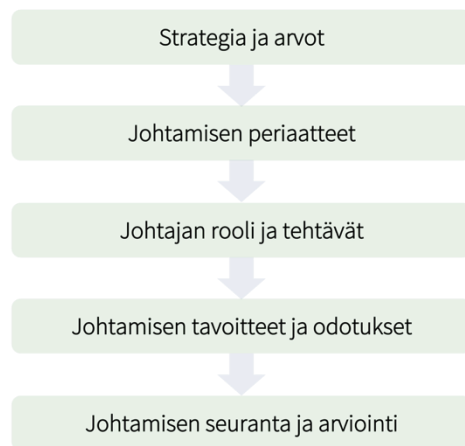 Strategia ja arvot
Johtamisen periaatteet
Johtajan rooli ja tehtävät
Johtamisen tavoitteet ja odotukset
Johtamisen seuranta ja arviointi